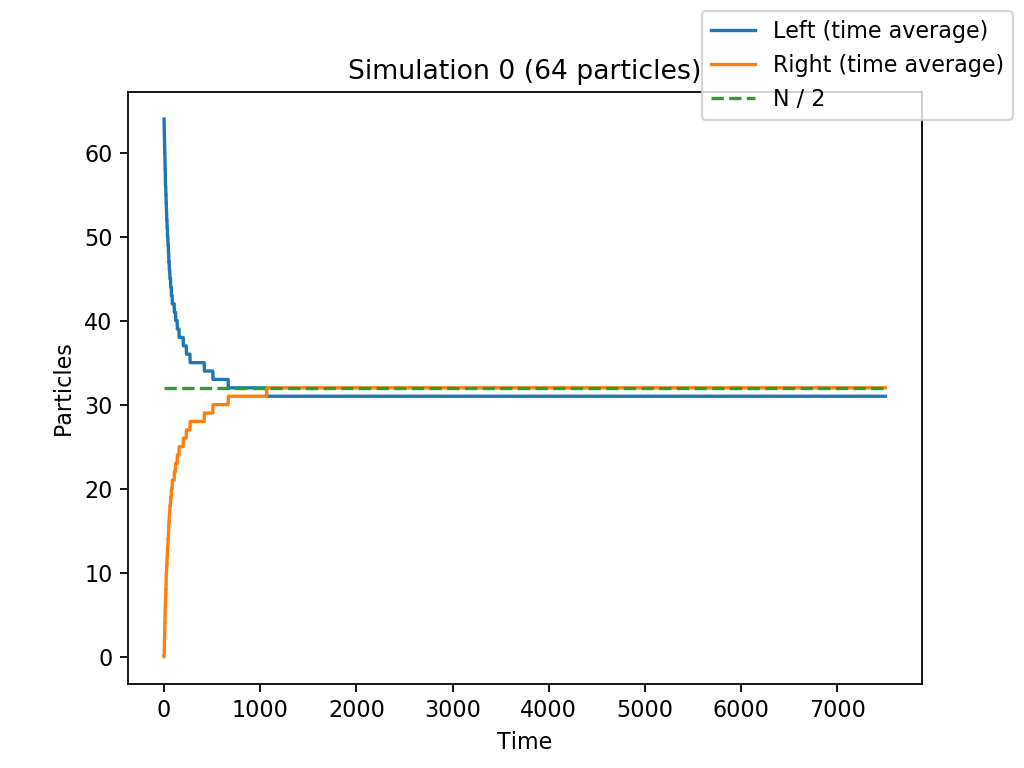 Left (time average)
Right (time average)
N / 2
Simulation 0 (64 particles)
Particles
60
50
40
30
20
10
0
0 1000 2000 3000 4000 5000 6000 7000
Time